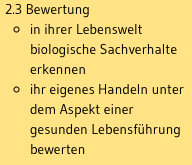 2.3 Bewertung
○ in ihrer Lebenswelt
biologische Sachverhalte
erkennen
○ ihr eigenes Handeln unter
dem Aspekt einer
gesunden Lebensführung
bewerten